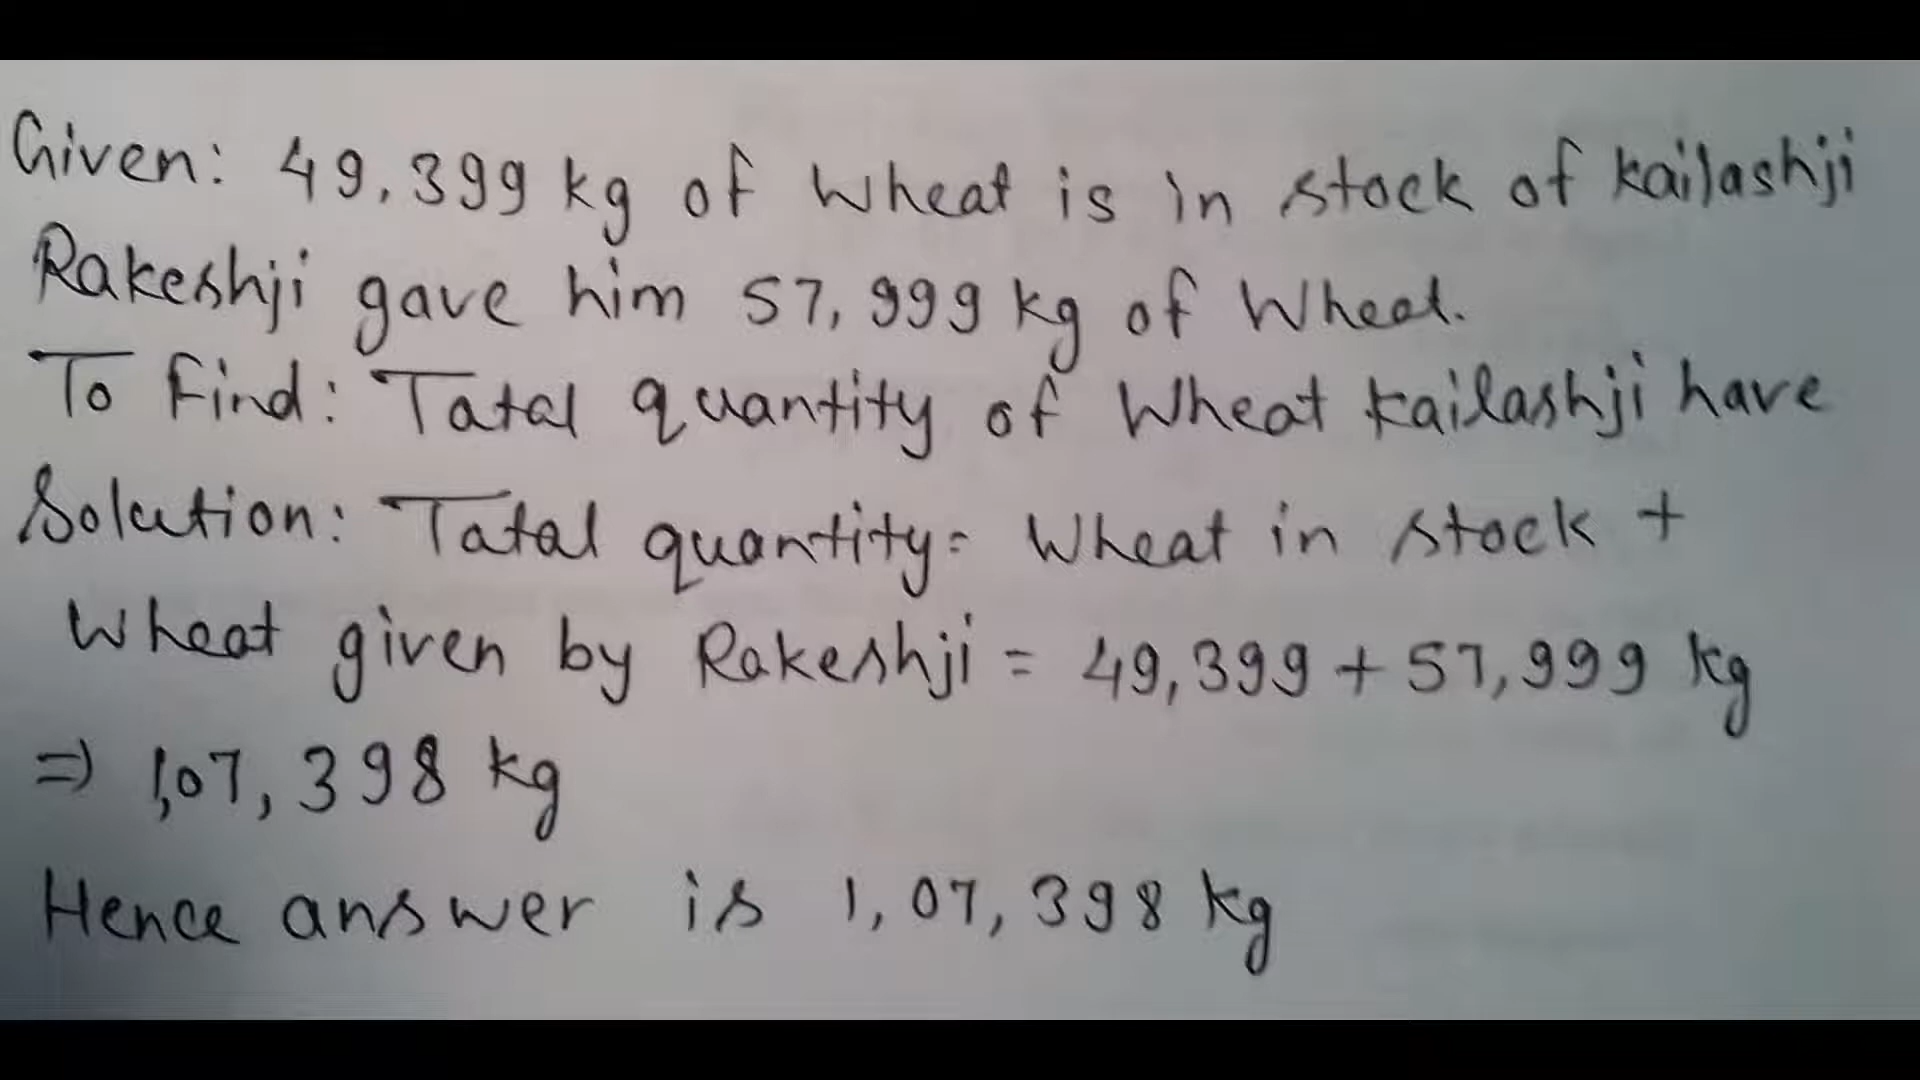 Given: 49,399 kg of wheat is in stock of kailashji
Rakeshji gave him 57,999 kg of Wheat.
To Find: Tatal quantity of Wheat kailashji have
Solution: Tatal quantity= Wheat in stock +
Wheat given by Rakeshji = 49,399 + 57,999 kg
=> 1,07,398 kg
Hence answer is 1,07,398 kg